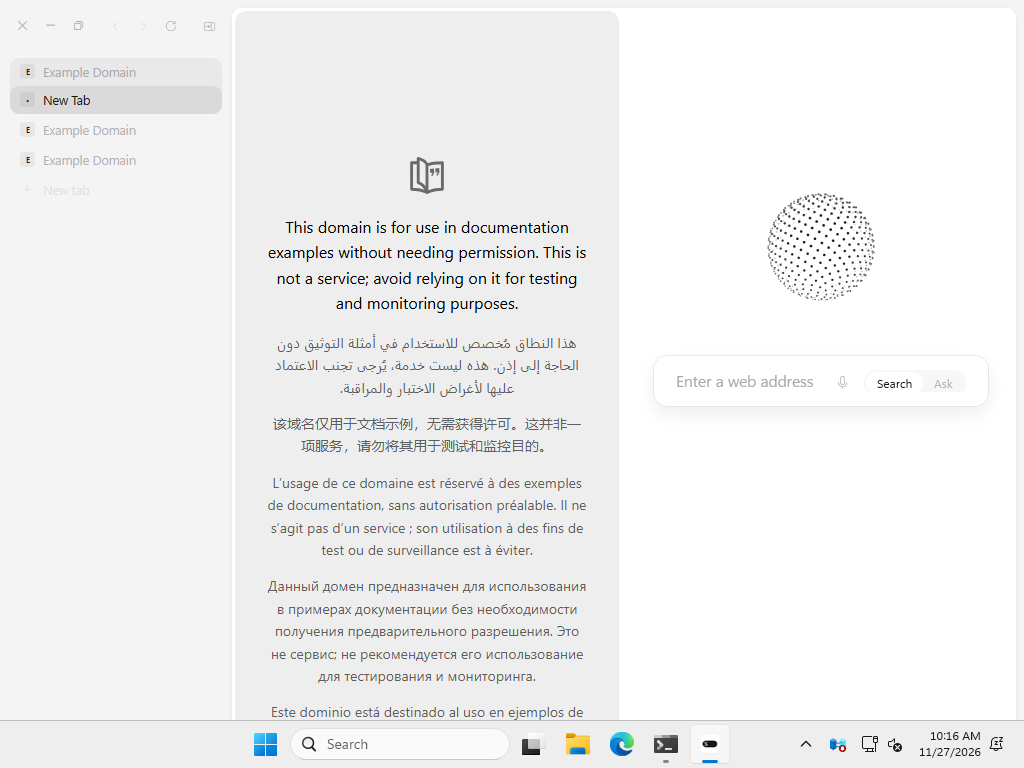 E Example Domain
New Tab
E Example Domain
E Example Domain
+ New tab
This domain is for use in documentation
examples without needing permission. This is
not a service; avoid relying on it for testing
and monitoring purposes.
هذا النطاق مُخصص للاستخدام في أمثلة التوثيق دون
الحاجة إلى إذن. هذه ليست خدمة، يُرجى تجنب الاعتماد
عليها لأغراض الاختبار والمراقبة.
该域名仅用于文档示例，无需获得许可。这并非一
项服务，请勿将其用于测试和监控目的。
L’usage de ce domaine est réservé à des exemples
de documentation, sans autorisation préalable. Il ne
s’agit pas d’un service ; son utilisation à des fins de
test ou de surveillance est à éviter.
Данный домен предназначен для использования
в примерах документации без необходимости
получения предварительного разрешения. Это
не сервис; не рекомендуется его использование
для тестирования и мониторинга.
Este dominio está destinado al uso en ejemplos de
Enter a web address
Search
Ask
Search
10:16 AM
11/27/2026